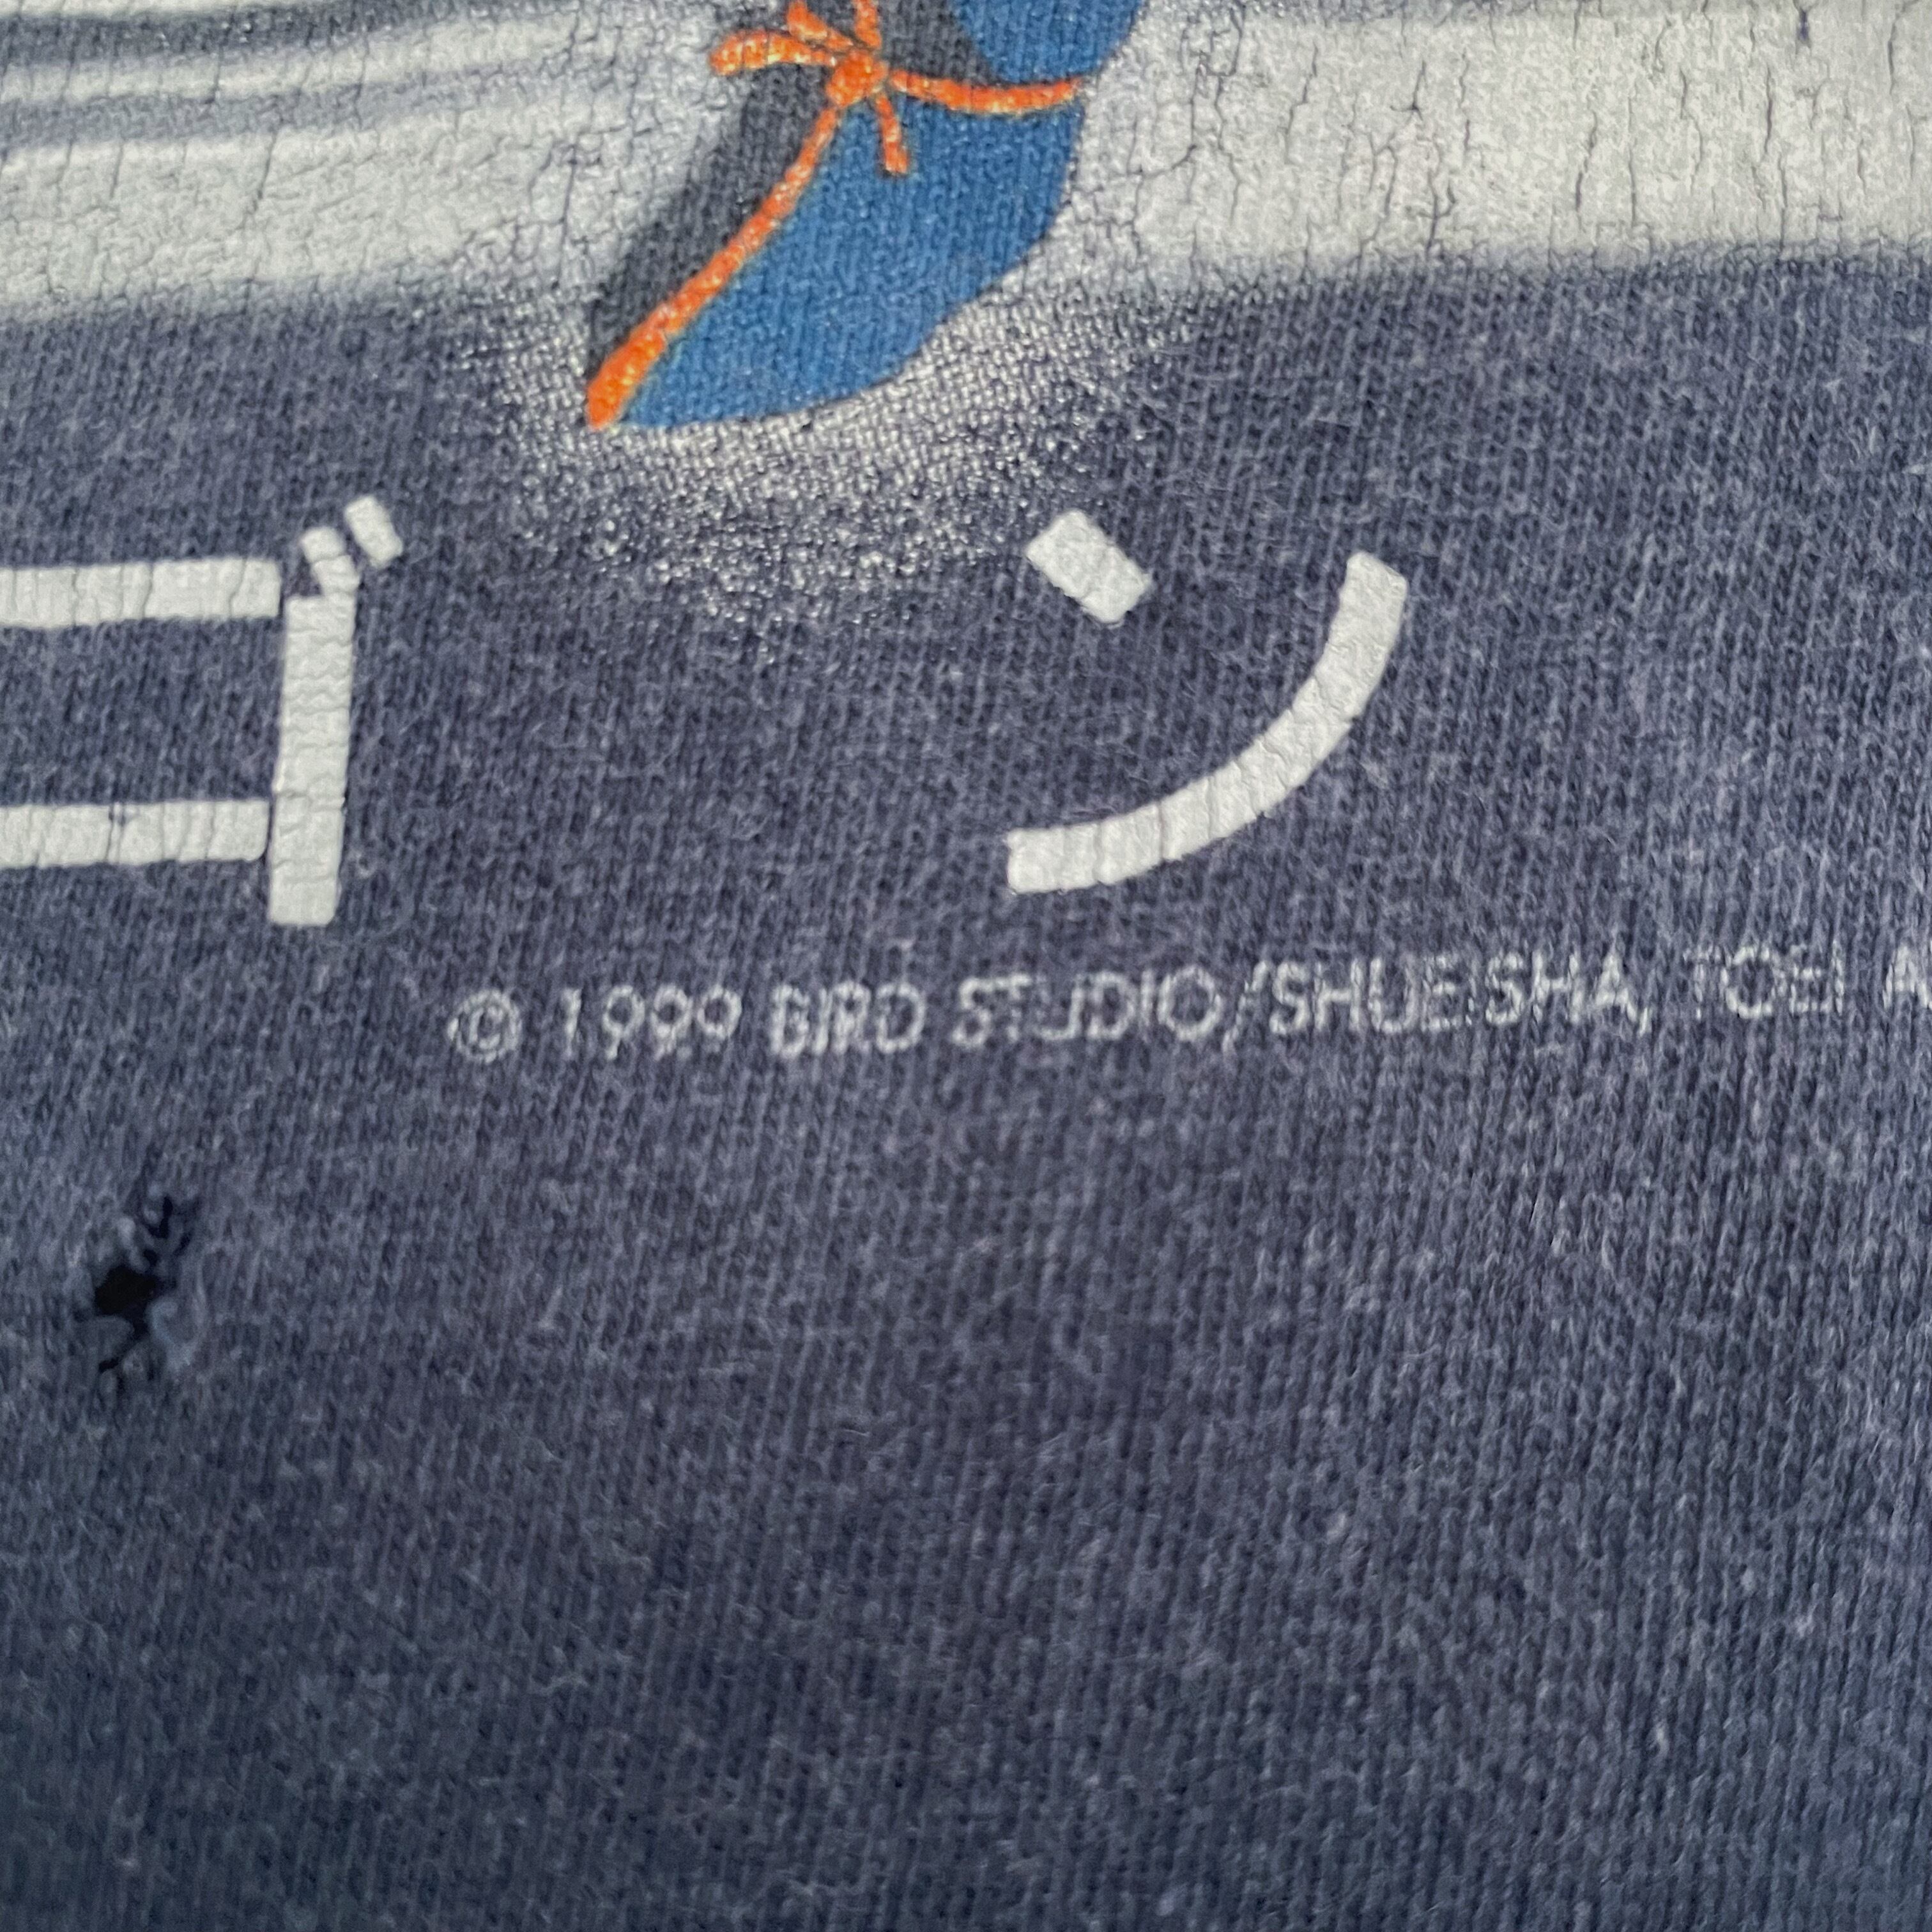 ゴン
© 1999 BIRD STUDIO/SHUEISHA, TOEI A